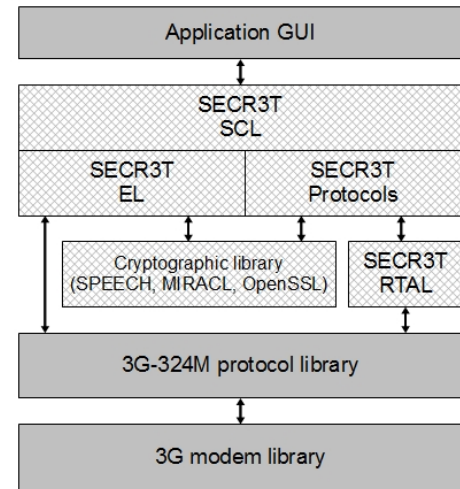 Application GUI
SECR3T
SCL
SECR3T
EL
SECR3T
Protocols
Cryptographic library
(SPEECH, MIRACL, OpenSSL)
SECR3T
RTAL
3G-324M protocol library
3G modem library